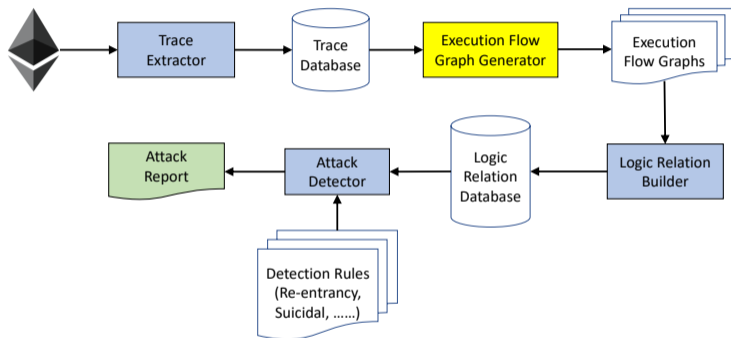 Trace
Extractor
Trace
Database
Execution Flow
Graph Generator
Execution
Flow Graphs
Attack
Report
Attack
Detector
Logic
Relation
Database
Logic Relation
Builder
Detection Rules
(Re-entrancy,
Suicidal, ……)